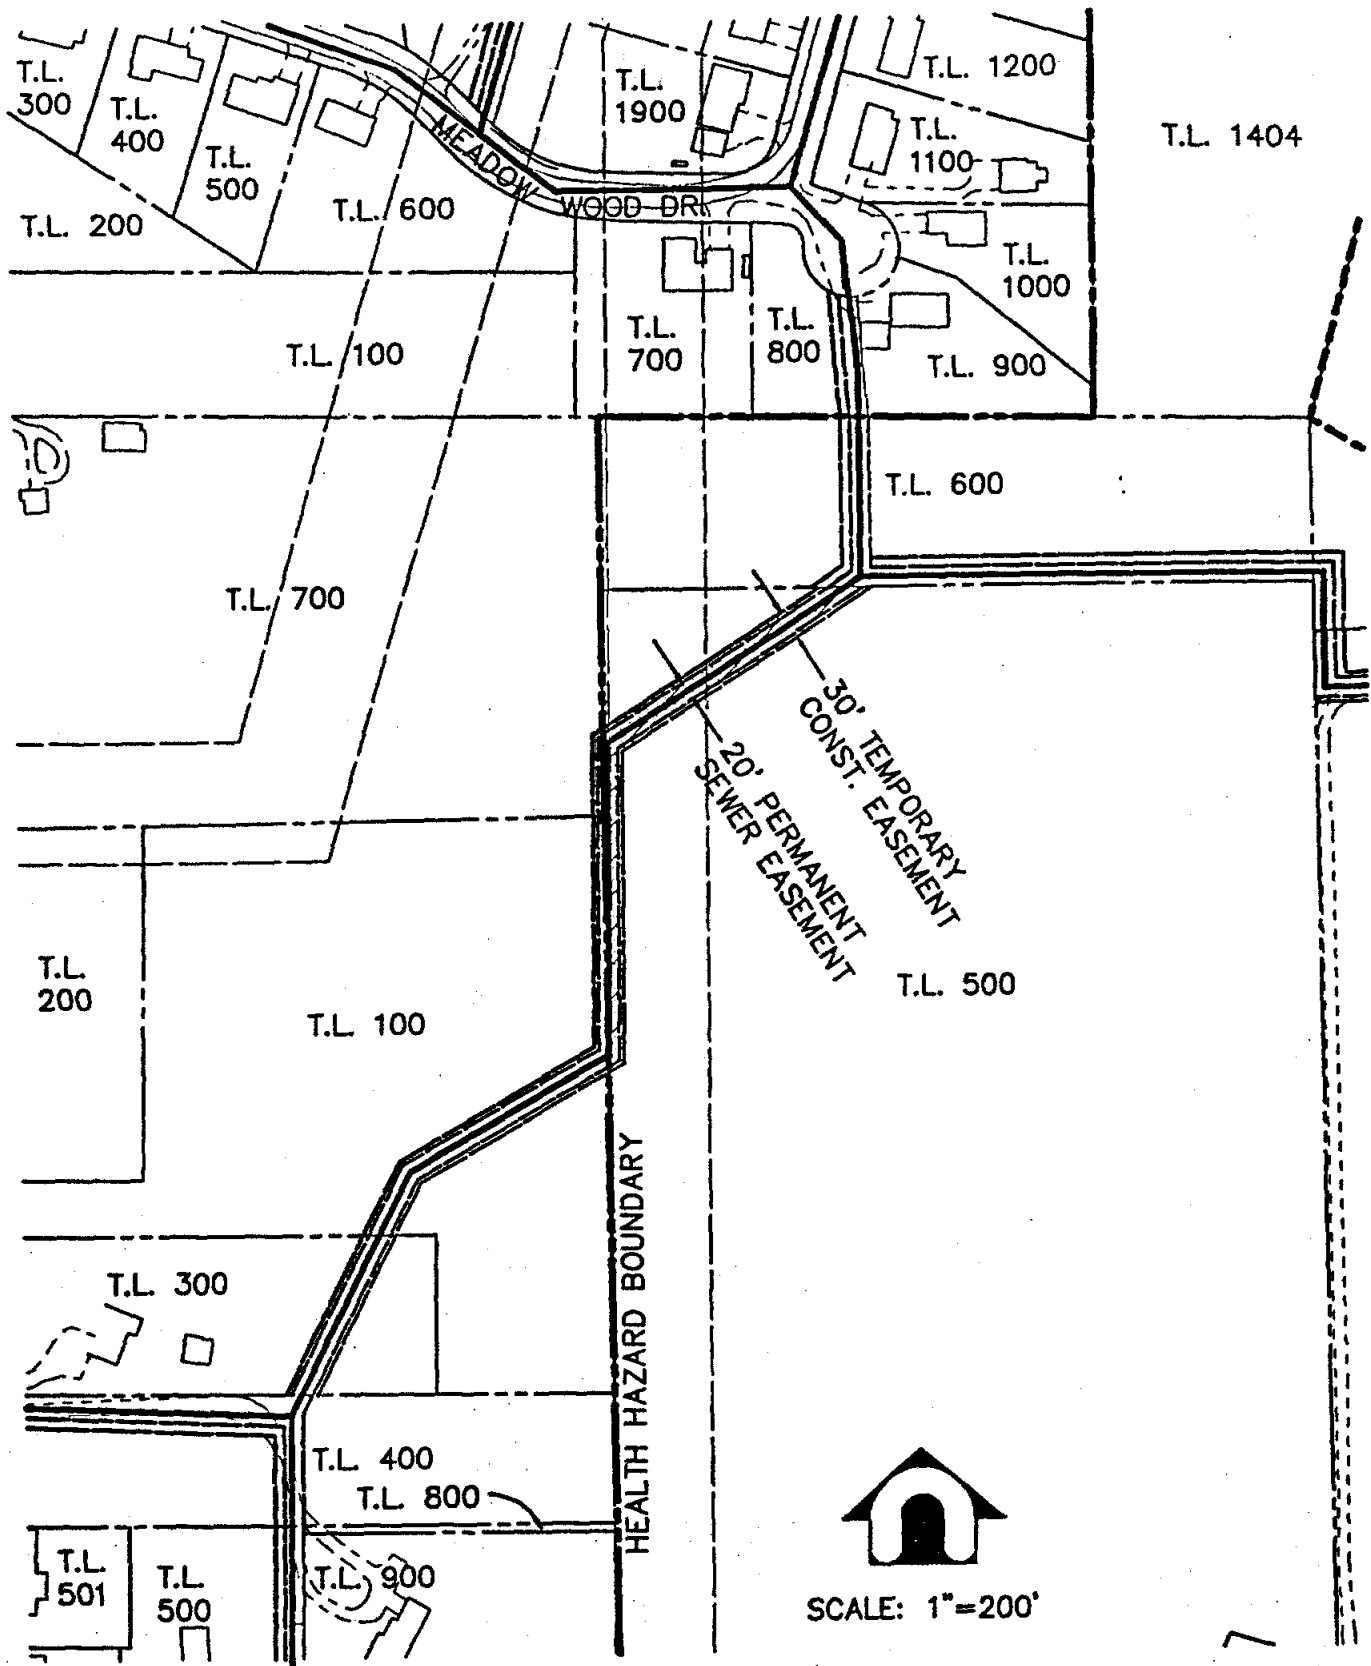 T.L.
300
T.L.
400
T.L.
500
T.L. 200
T.L. 600
MEADOW WOOD DR.
T.L.
1900
T.L. 1200
T.L.
1100
T.L. 1404
T.L.
1000
T.L. 100
T.L.
700
T.L.
800
T.L. 900
T.L. 600
T.L. 700
30' TEMPORARY
CONST. EASEMENT
20' PERMANENT
SEWER EASEMENT
T.L.
200
T.L. 100
T.L. 500
HEALTH HAZARD BOUNDARY
T.L. 300
T.L. 400
T.L. 800
T.L.
501
T.L.
500
T.L. 900
SCALE: 1"=200'